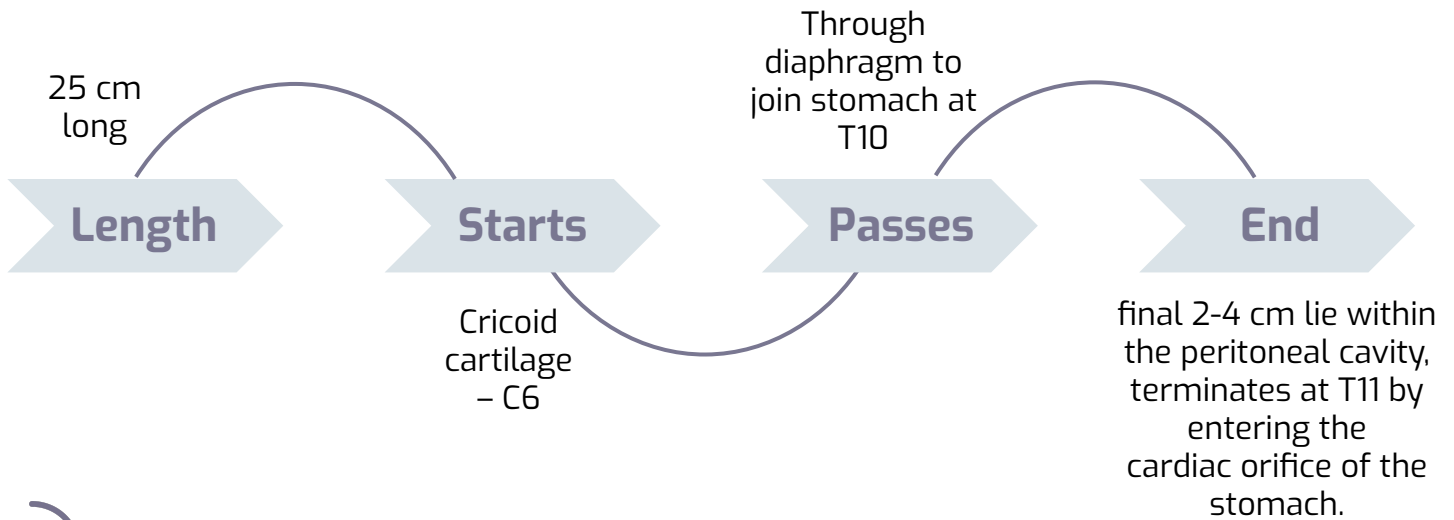 25 cm
long
Length
Starts
Cricoid
cartilage
– C6
Through
diaphragm to
join stomach at
T10
Passes
End
final 2-4 cm lie within
the peritoneal cavity,
terminates at T11 by
entering the
cardiac orifice of the
stomach.